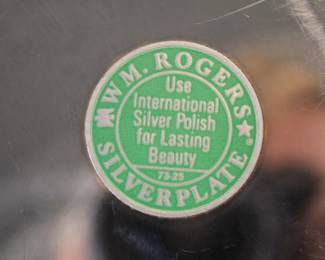 WM. ROGERS
Use
International
Silver Polish
for Lasting
Beauty
73-25
SILVERPLATE